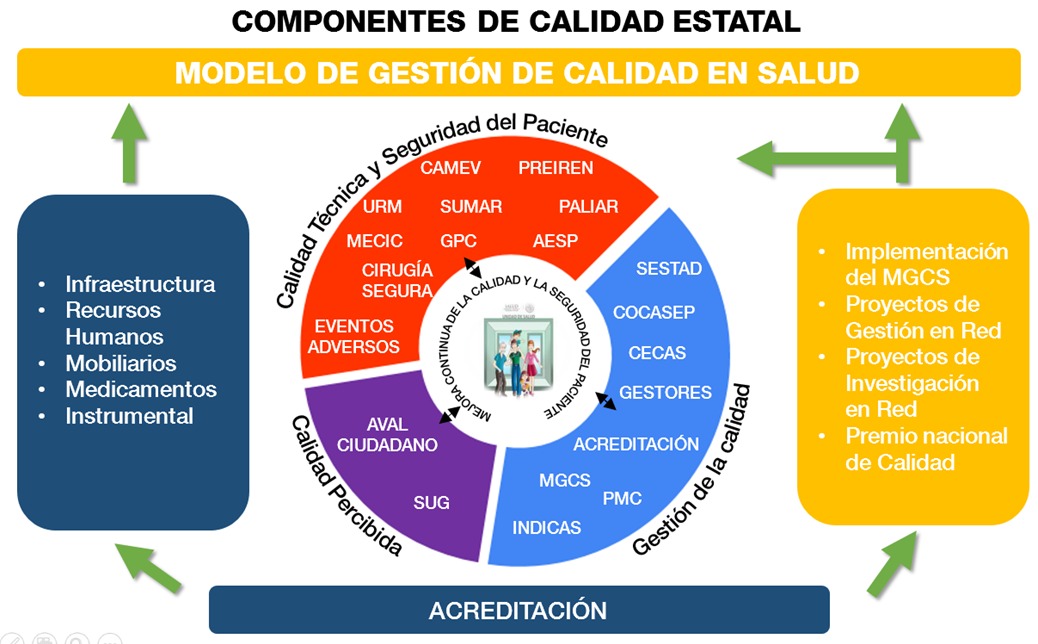 COMPONENTES DE CALIDAD ESTATAL
MODELO DE GESTIÓN DE CALIDAD EN SALUD
Calidad Técnica y Seguridad del Paciente
CAMEV
PREIREN
URM
SUMAR
PALIAR
MECIC
GPC
AESP
CIRUGÍA
SEGURA
EVENTOS
ADVERSOS
SESTAD
COCASEP
CECAS
GESTORES
ACREDITACIÓN
MGCS
PMC
INDICAS
Gestión de la calidad
AVAL
CIUDADANO
SUG
Calidad Percibida
MEJORA CONTINUA DE LA CALIDAD Y LA SEGURIDAD DEL PACIENTE
• Infraestructura
• Recursos
Humanos
• Mobiliarios
• Medicamentos
• Instrumental
• Implementación
del MGCS
• Proyectos de
Gestión en Red
• Proyectos de
Investigación
en Red
• Premio nacional
de Calidad
ACREDITACIÓN